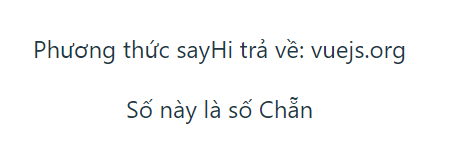 Phương thức sayHi trả về: vuejs.org
Số này là số Chẵn